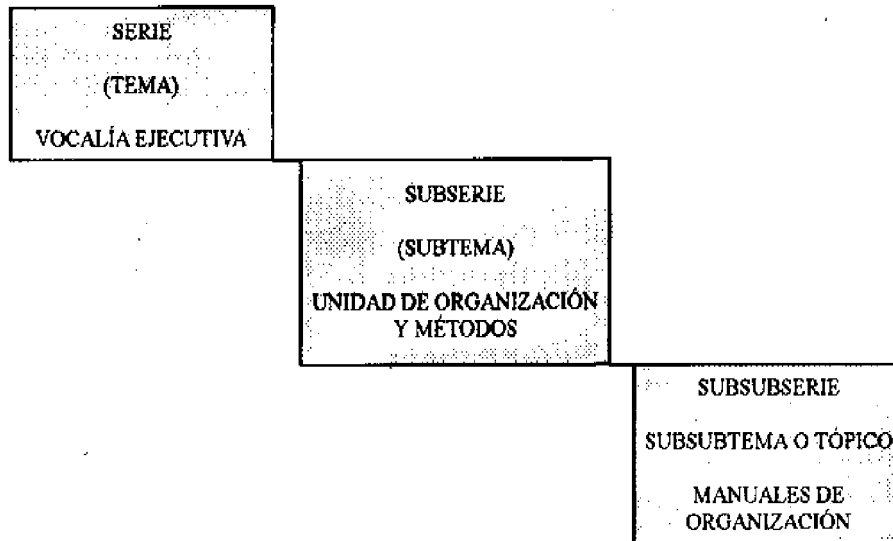 SERIE
(TEMA)
VOCALÍA EJECUTIVA
SUBSERIE
(SUBTEMA)
UNIDAD DE ORGANIZACIÓN
Y MÉTODOS
SUBSUBSERIE
SUBSUBTEMA O TÓPICO
MANUALES DE
ORGANIZACIÓN